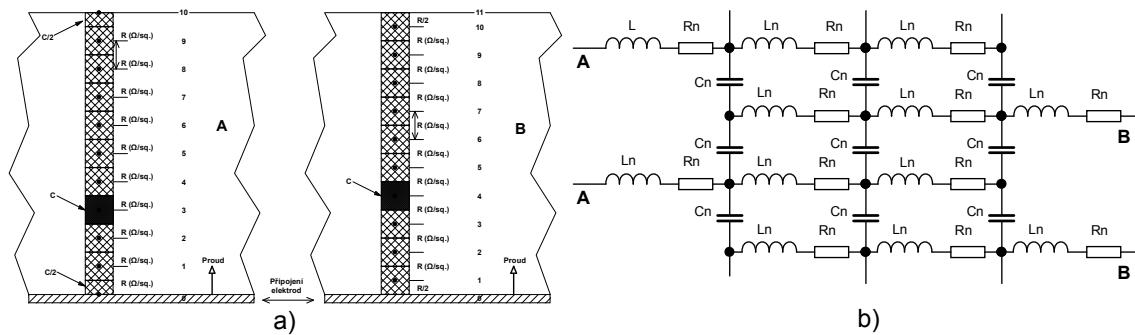 10
C/2
R (Ω/sq.)
9
R (Ω/sq.)
8
R (Ω/sq.)
7
R (Ω/sq.)
6
A
R (Ω/sq.)
5
R (Ω/sq.)
4
R (Ω/sq.)
C
3
R (Ω/sq.)
2
R (Ω/sq.)
C/2
1
Proud
R (Ω/sq.)
0
Připojení
elektrod
11
R/2
10
R (Ω/sq.)
9
R (Ω/sq.)
8
R (Ω/sq.)
7
R (Ω/sq.)
B
6
R (Ω/sq.)
5
R (Ω/sq.)
C
4
R (Ω/sq.)
3
R (Ω/sq.)
2
R (Ω/sq.)
Proud
1
R/2
0
a)
L Rn Ln Rn Ln Rn
A
Cn Cn Cn
Ln Rn Ln Rn Ln Rn
B
Cn Cn Cn
Ln Rn Ln Rn Ln Rn
A
Cn Cn Cn
Ln Rn Ln Rn Ln Rn
B
b)